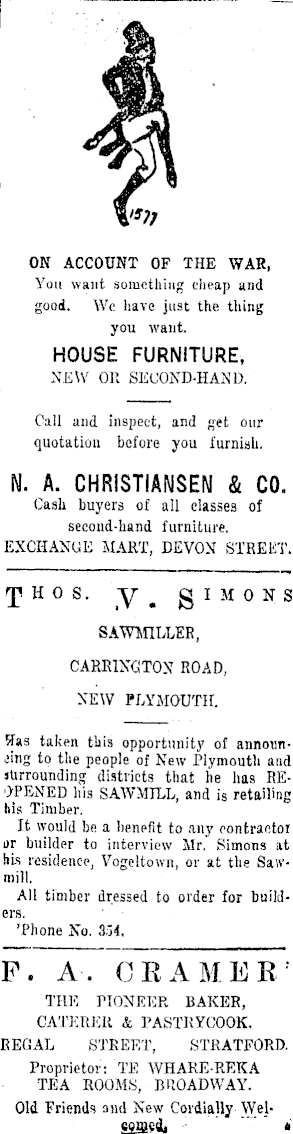 1577
ON ACCOUNT OF THE WAR,
You want something cheap and
good. We have just the thing
you want.
HOUSE FURNITURE,
NEW OR SECOND-HAND.
Call and inspect, and get our
quotation before you furnish.
N. A. CHRISTIANSEN & CO.
Cash buyers of all classes of
second-hand furniture.
EXCHANGE MART, DEVON STREET.
THOS. V. SIMONS
SAWMILLER,
CARRINGTON ROAD,
NEW PLYMOUTH.
Has taken this opportunity of announ-
cing to the people of New Plymouth and
surrounding districts that he has RE-
OPENED his SAWMILL, and is retailing
his Timber.
It would be a benefit to any contractor
or builder to interview Mr. Simons at
his residence, Vogeltown, or at the Saw-
mill.
All timber dressed to order for build-
ers.
'Phone No. 354.
F. A. CRAMER
THE PIONEER BAKER,
CATERER & PASTRYCOOK.
REGAL STREET, STRATFORD.
Proprietor: TE WHARE-REKA
TEA ROOMS, BROADWAY.
Old Friends and New Cordially Wel-
comed.